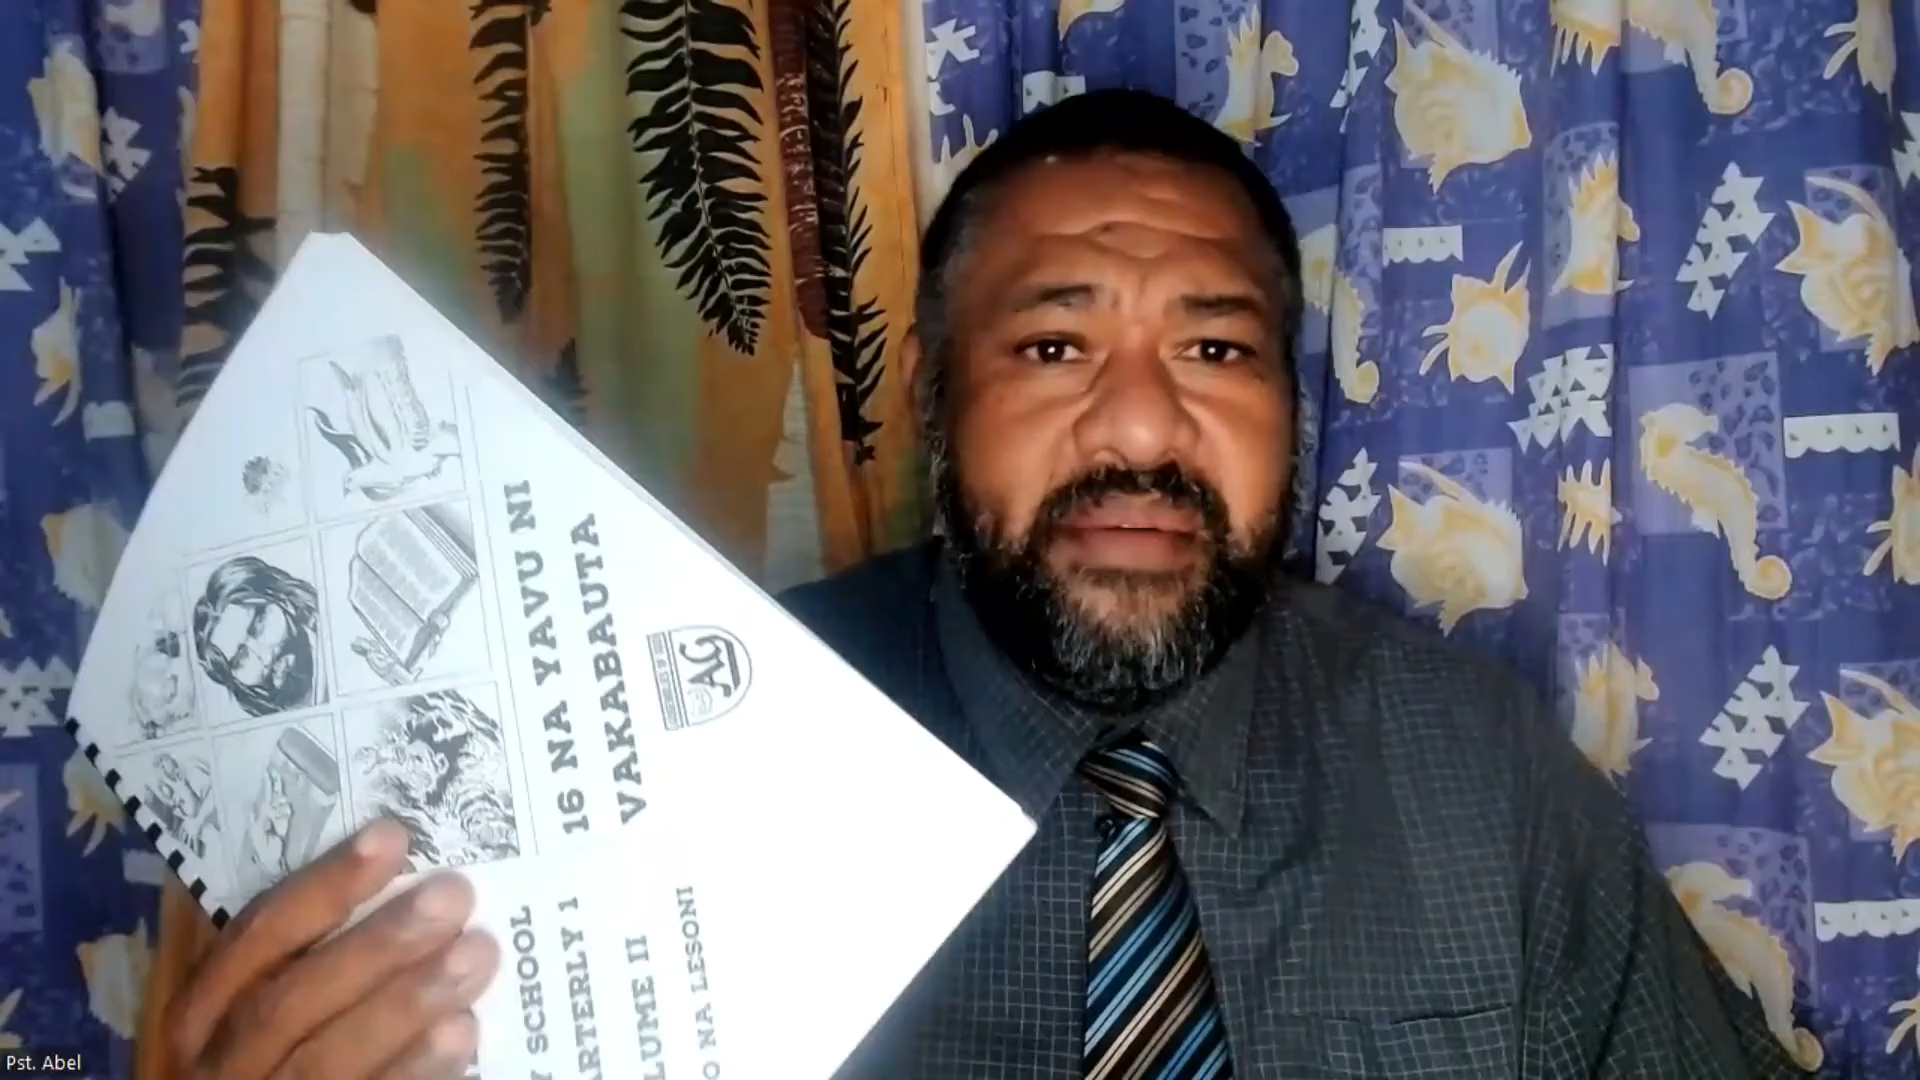 16 NA YAVU NI
VAKABAUTA
AG
Y SCHOOL
ARTERLY 1
LUME II
O NA LESONI
Pst. Abel